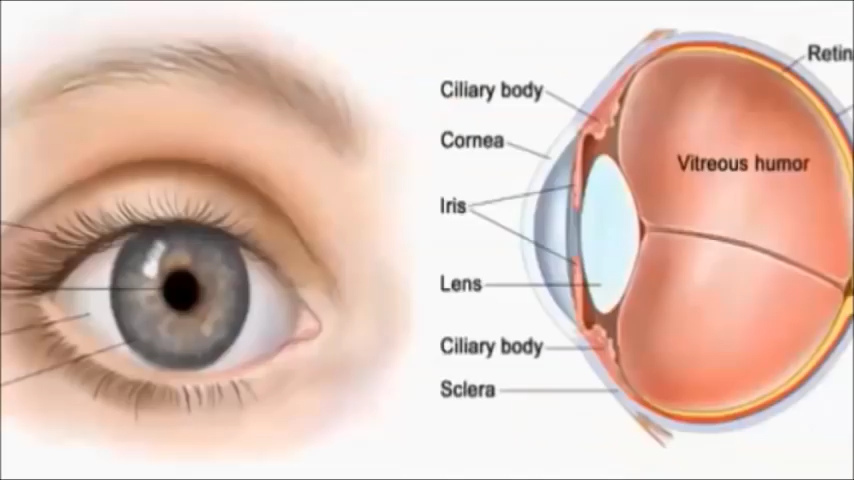 Ciliary body
Cornea
Iris
Lens
Ciliary body
Sclera
Retin
Vitreous humor